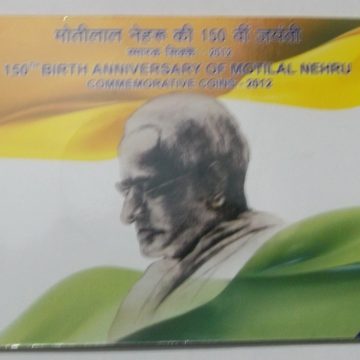 मोतीलाल नेहरू की 150 वीं जयंती
स्मारक सिक्के - 2012
150TH BIRTH ANNIVERSARY OF MOTILAL NEHRU
COMMEMORATIVE COINS - 2012